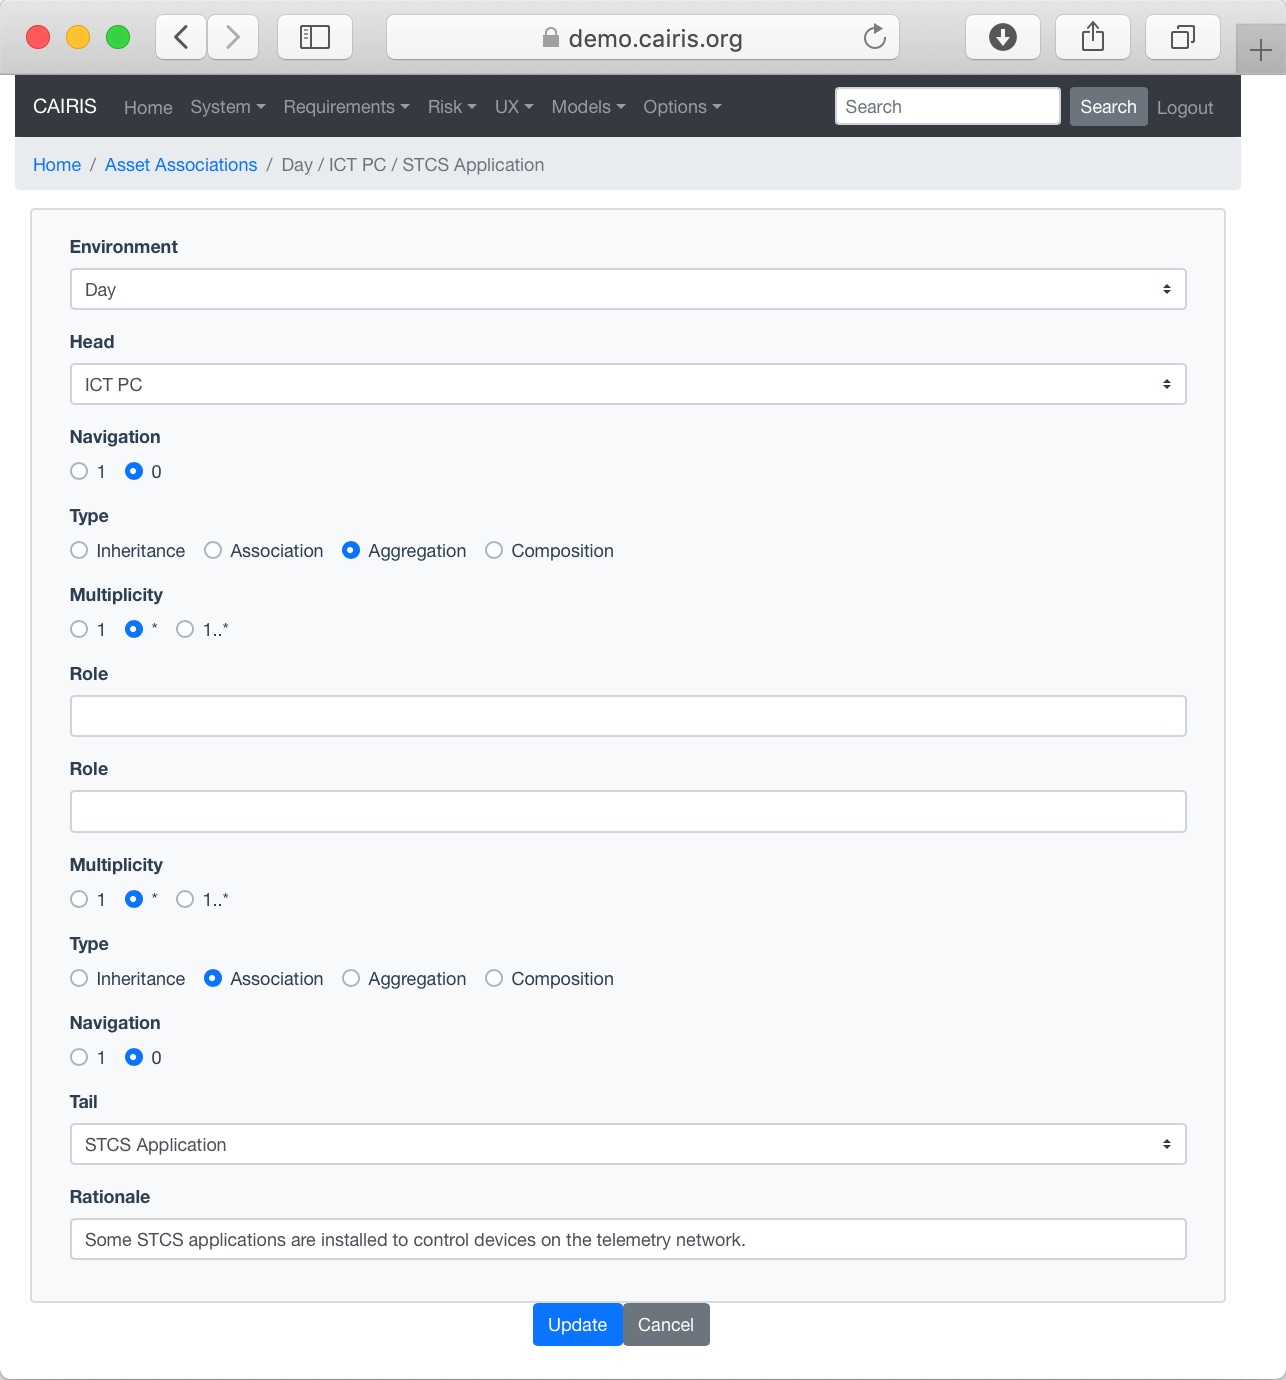 demo.cairis.org
CAIRIS Home System Requirements Risk UX Models Options Search Search Logout
Home / Asset Associations / Day / ICT PC / STCS Application
Environment
Day
Head
ICT PC
Navigation
1 0
Type
Inheritance Association Aggregation Composition
Multiplicity
1 * 1..*
Role
Role
Multiplicity
1 * 1..*
Type
Inheritance Association Aggregation Composition
Navigation
1 0
Tail
STCS Application
Rationale
Some STCS applications are installed to control devices on the telemetry network.
Update Cancel